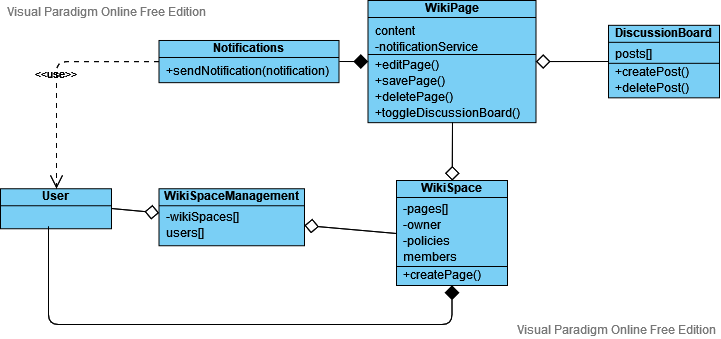 Visual Paradigm Online Free Edition
WikiPage
content
-notificationService
+editPage()
+savePage()
+deletePage()
+toggleDiscussionBoard()
DiscussionBoard
posts[]
+createPost()
+deletePost()
Notifications
+sendNotification(notification)
<<use>>
User
WikiSpaceManagement
-wikiSpaces[]
users[]
WikiSpace
-pages[]
-owner
-policies
members
+createPage()
Visual Paradigm Online Free Edition